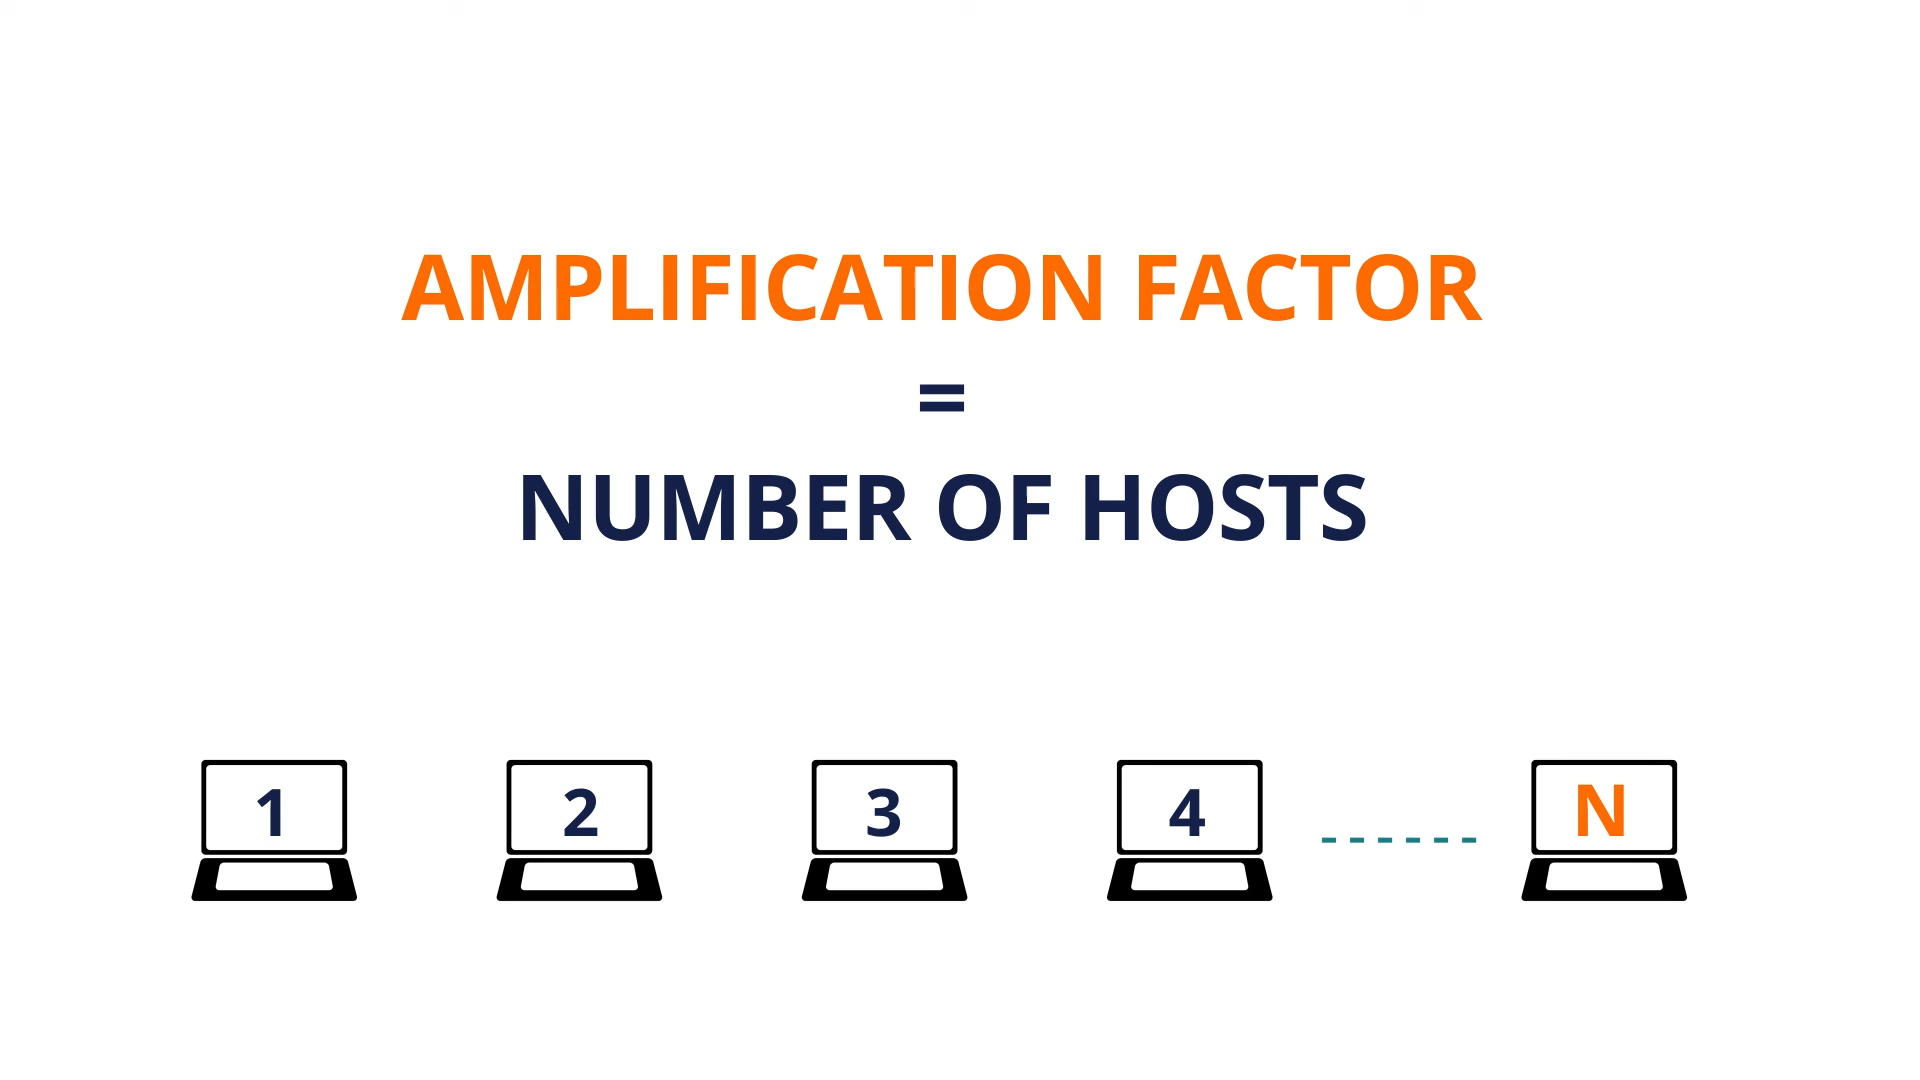 AMPLIFICATION FACTOR
=
NUMBER OF HOSTS
1 2 3 4 N